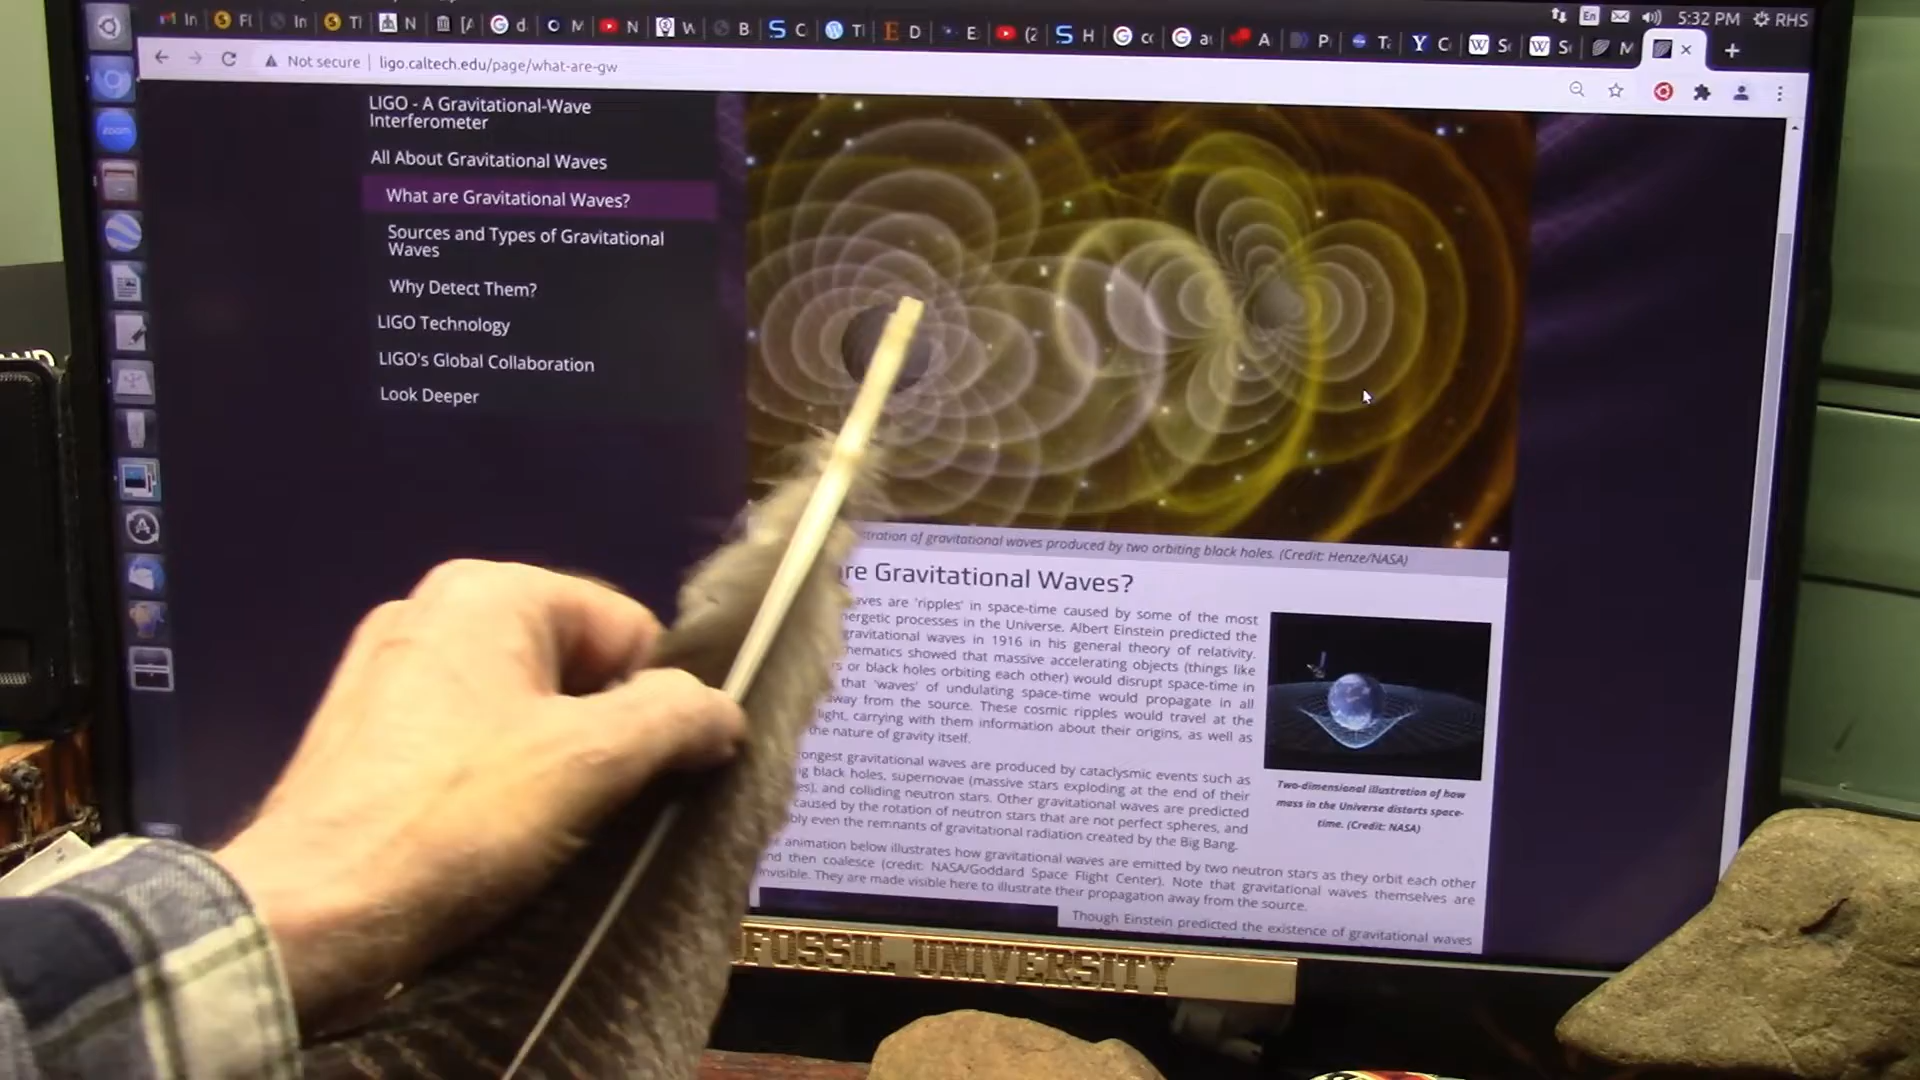 5:32 PM RHS
En
In
Fl
In
Tl
N
[A
d
M
N
W
B
C
Tl
D
E
(2
H
co
a
A
P
Ta
C
S
S
M
Not secure ligo.caltech.edu/page/what-are-gw
zoom
LIGO - A Gravitational-Wave
Interferometer
All About Gravitational Waves
What are Gravitational Waves?
Sources and Types of Gravitational
Waves
Why Detect Them?
LIGO Technology
LIGO's Global Collaboration
Look Deeper
of gravitational waves produced by two orbiting black holes. (Credit: Henze/NASA)
re Gravitational Waves?
aves are 'ripples' in space-time caused by some of the most
nergetic processes in the Universe. Albert Einstein predicted the
gravitational waves in 1916 in his general theory of relativity.
hematics showed that massive accelerating objects (things like
rs or black holes orbiting each other) would disrupt space-time in
that 'waves' of undulating space-time would propagate in all
away from the source. These cosmic ripples would travel at the
light, carrying with them information about their origins, as well as
the nature of gravity itself.
ongest gravitational waves are produced by cataclysmic events such as
ng black holes, supernovae (massive stars exploding at the end of their
es), and colliding neutron stars. Other gravitational waves are predicted
caused by the rotation of neutron stars that are not perfect spheres, and
bly even the remnants of gravitational radiation created by the Big Bang.
Two-dimensional illustration of how
mass in the Universe distorts space-
time. (Credit: NASA)
animation below illustrates how gravitational waves are emitted by two neutron stars as they orbit each other
nd then coalesce (credit: NASA/Goddard Space Flight Center). Note that gravitational waves themselves are
invisible. They are made visible here to illustrate their propagation away from the source.
Though Einstein predicted the existence of gravitational waves
FOSSIL UNIVERSITY